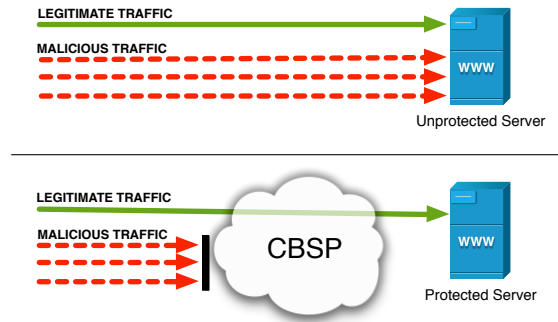 LEGITIMATE TRAFFIC
MALICIOUS TRAFFIC
WWW
Unprotected Server
LEGITIMATE TRAFFIC
MALICIOUS TRAFFIC
CBSP
WWW
Protected Server